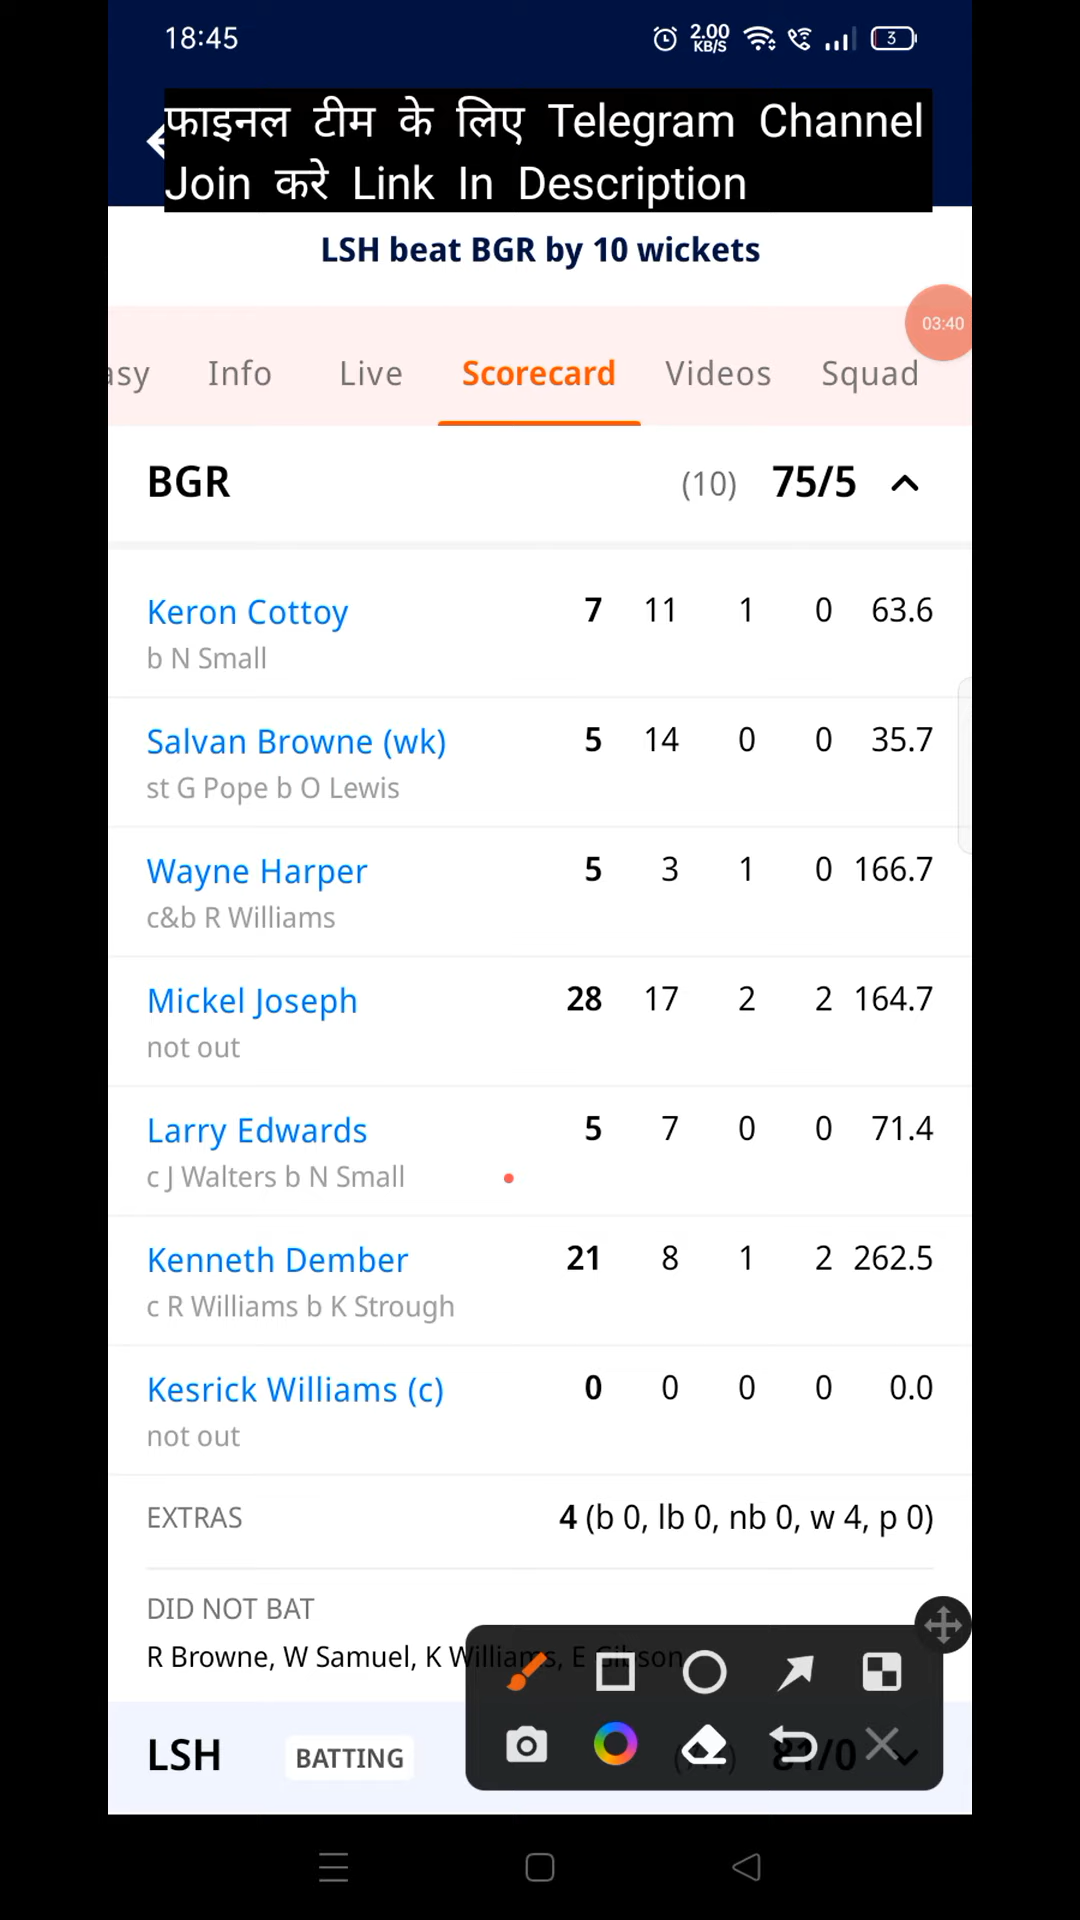 18:45 2.00 KB/S 3
फाइनल टीम के लिए Telegram Channel
Join करे Link In Description
LSH beat BGR by 10 wickets
03:40
asy Info Live Scorecard Videos Squad
BGR (10) 75/5
Keron Cottoy 7 11 1 0 63.6
b N Small
Salvan Browne (wk) 5 14 0 0 35.7
st G Pope b O Lewis
Wayne Harper 5 3 1 0 166.7
c&b R Williams
Mickel Joseph 28 17 2 2 164.7
not out
Larry Edwards 5 7 0 0 71.4
c J Walters b N Small
Kenneth Dember 21 8 1 2 262.5
c R Williams b K Strough
Kesrick Williams (c) 0 0 0 0 0.0
not out
EXTRAS 4 (b 0, lb 0, nb 0, w 4, p 0)
DID NOT BAT
R Browne, W Samuel, K Williams, E Gibson
LSH BATTING 81/0